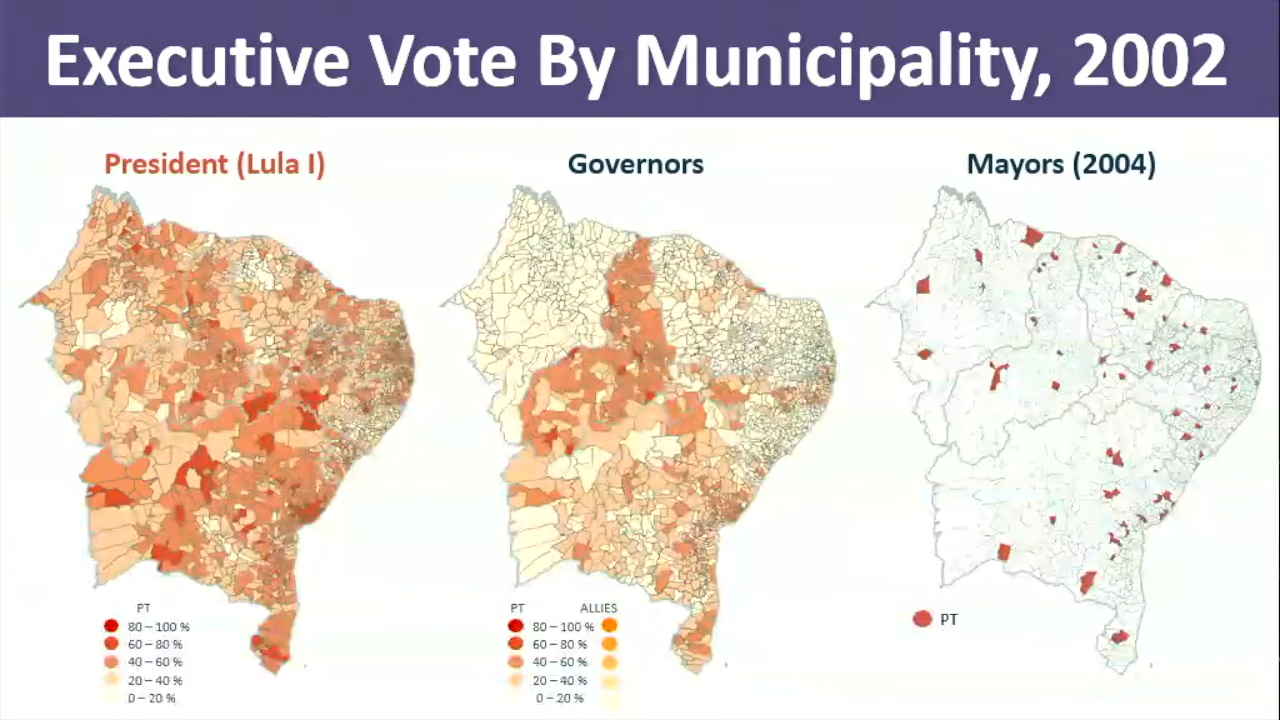 Executive Vote By Municipality, 2002
President (Lula I)
Governors
Mayors (2004)
PT
80 – 100 %
60 – 80 %
40 – 60 %
20 – 40 %
0 – 20 %
PT ALLIES
80 – 100 %
60 – 80 %
40 – 60 %
20 – 40 %
0 – 20 %
PT